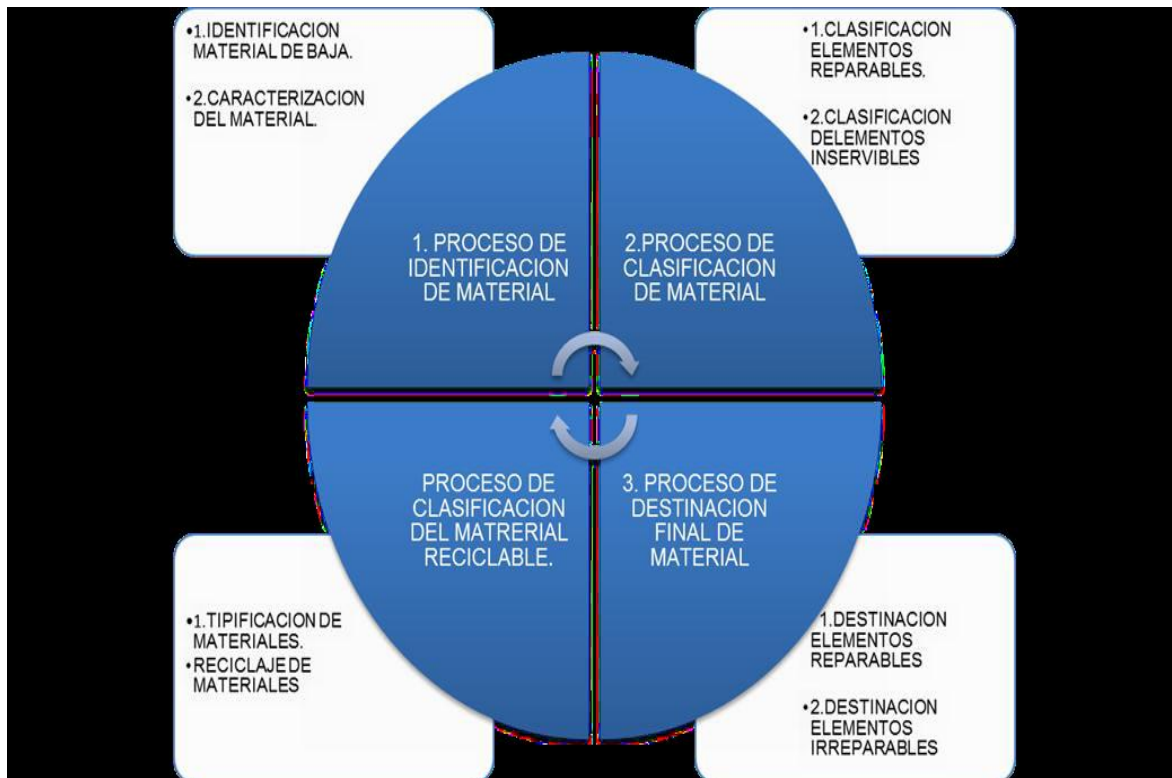 •1.IDENTIFICACION
MATERIAL DE BAJA.
•2.CARACTERIZACION
DEL MATERIAL.
•1.CLASIFICACION
ELEMENTOS
REPARABLES.
•2.CLASIFICACION
DELEMENTOS
INSERVIBLES
1. PROCESO DE
IDENTIFICACION
DE MATERIAL
2.PROCESO DE
CLASIFICACION
DE MATERIAL
PROCESO DE
CLASIFICACION
DEL MATRERIAL
RECICLABLE.
3. PROCESO DE
DESTINACION
FINAL DE
MATERIAL
•1.TIPIFICACION DE
MATERIALES.
•RECICLAJE DE
MATERIALES
1.DESTINACION
ELEMENTOS
REPARABLES
•2.DESTINACION
ELEMENTOS
IRREPARABLES